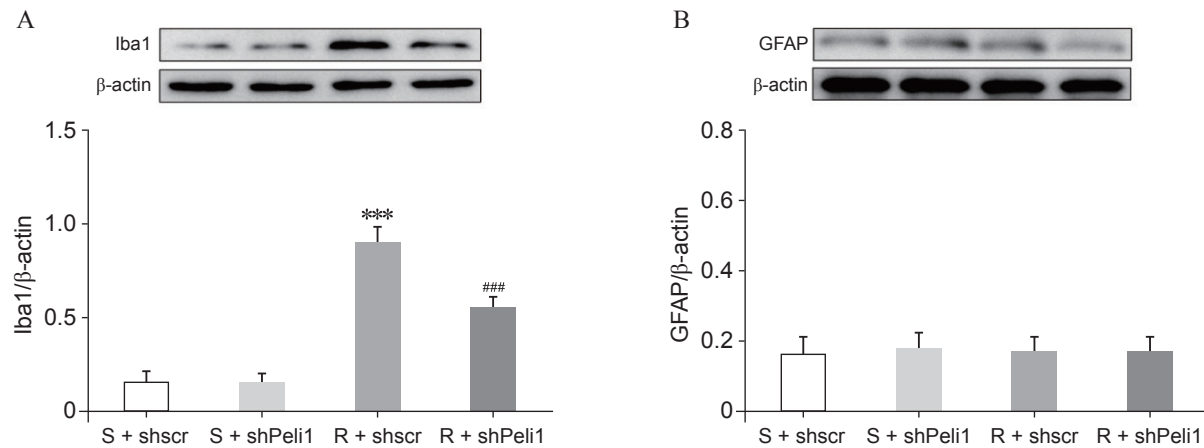 A
Iba1
β-actin
1.5
1.0
0.5
0
Iba1/β-actin
***
###
S + shscr
S + shPeli1
R + shscr
R + shPeli1
B
GFAP
β-actin
0.8
0.6
0.4
0.2
0
GFAP/β-actin
S + shscr
S + shPeli1
R + shscr
R + shPeli1